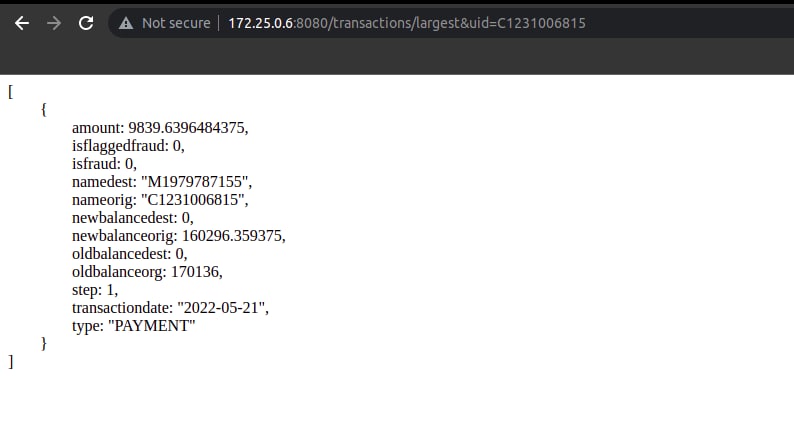 Not secure 172.25.0.6:8080/transactions/largest&uid=C1231006815
[
{
amount: 9839.6396484375,
isflaggedfraud: 0,
isfraud: 0,
namedest: "M1979787155",
nameorig: "C1231006815",
newbalancedest: 0,
newbalanceorig: 160296.359375,
oldbalancedest: 0,
oldbalanceorg: 170136,
step: 1,
transactiondate: "2022-05-21",
type: "PAYMENT"
}
]